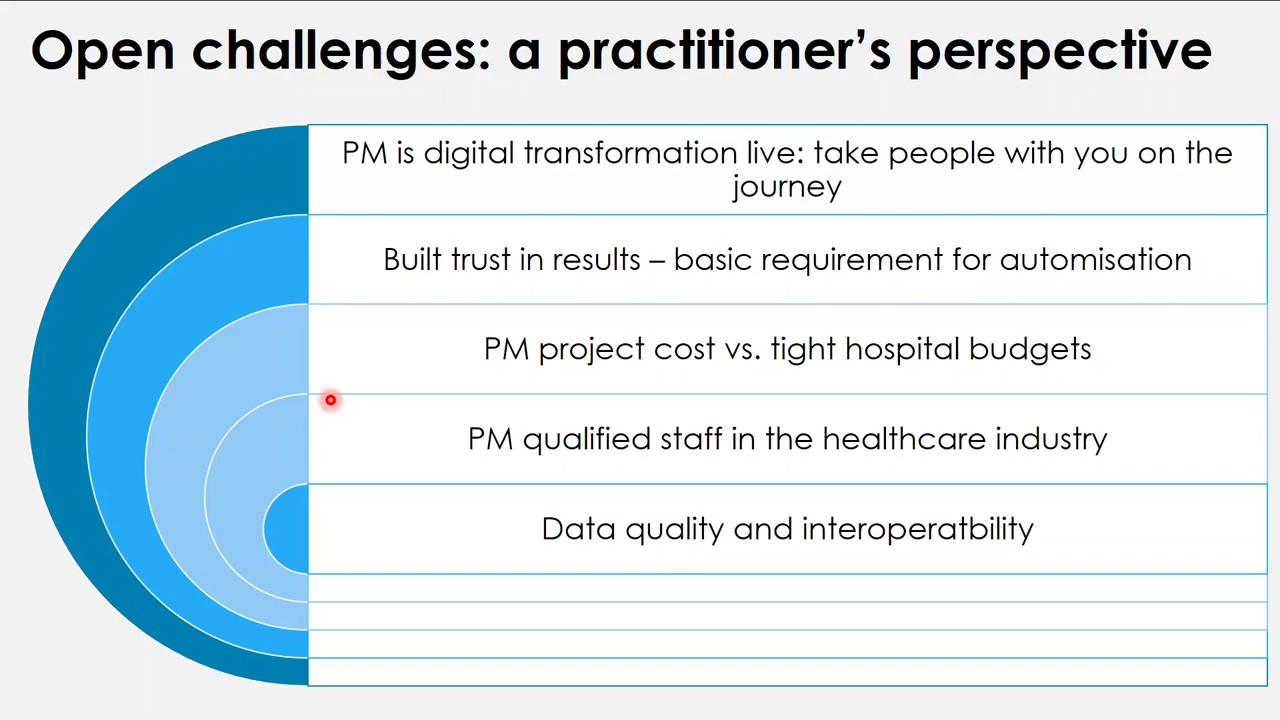 Open challenges: a practitioner’s perspective
PM is digital transformation live: take people with you on the
journey
Built trust in results – basic requirement for automisation
PM project cost vs. tight hospital budgets
PM qualified staff in the healthcare industry
Data quality and interoperatbility